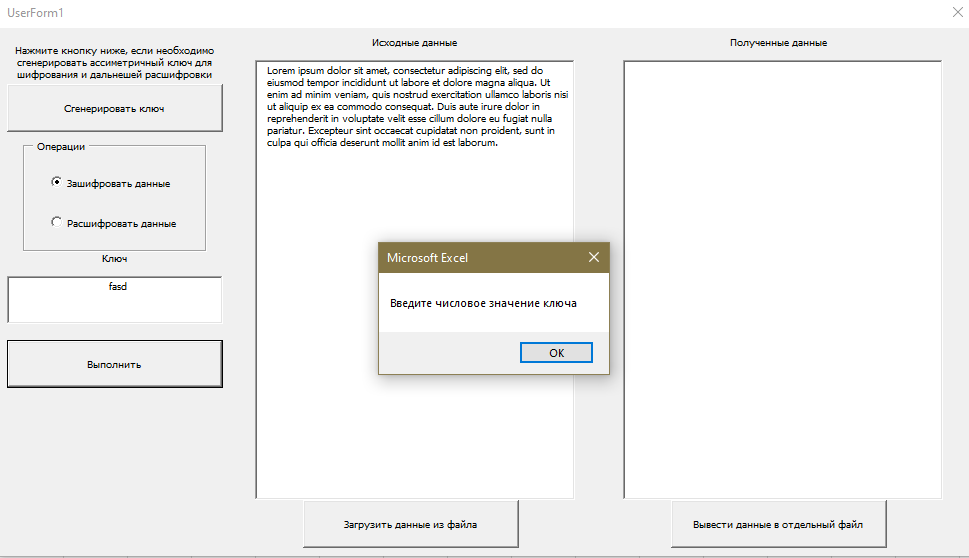 UserForm1
Нажмите кнопку ниже, если необходимо
сгенерировать ассиметричный ключ для
шифрования и дальнешей расшифровки
Сгенерировать ключ
Операции
Зашифровать данные
Расшифровать данные
Ключ
fasd
Выполнить
Исходные данные
Lorem ipsum dolor sit amet, consectetur adipiscing elit, sed do
eiusmod tempor incididunt ut labore et dolore magna aliqua. Ut
enim ad minim veniam, quis nostrud exercitation ullamco laboris nisi
ut aliquip ex ea commodo consequat. Duis aute irure dolor in
reprehenderit in voluptate velit esse cillum dolore eu fugiat nulla
pariatur. Excepteur sint occaecat cupidatat non proident, sunt in
culpa qui officia deserunt mollit anim id est laborum.
Загрузить данные из файла
Полученные данные
Вывести данные в отдельный файл
Microsoft Excel
Введите числовое значение ключа
OK